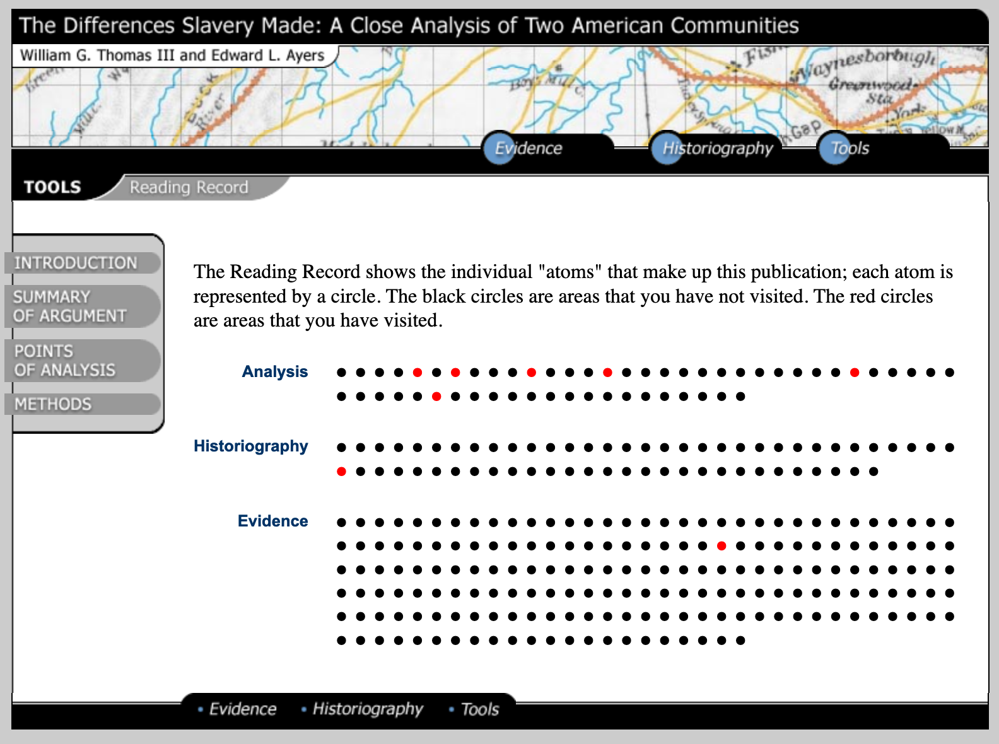 The Differences Slavery Made: A Close Analysis of Two American Communities
William G. Thomas III and Edward L. Ayers
Waynesborough
Greenwood
Sta
York
River
Gap
Evidence
Historiography
Tools
TOOLS
Reading Record
INTRODUCTION
SUMMARY
OF ARGUMENT
POINTS
OF ANALYSIS
METHODS
The Reading Record shows the individual "atoms" that make up this publication; each atom is
represented by a circle. The black circles are areas that you have not visited. The red circles
are areas that you have visited.
Analysis
Historiography
Evidence
• Evidence • Historiography • Tools